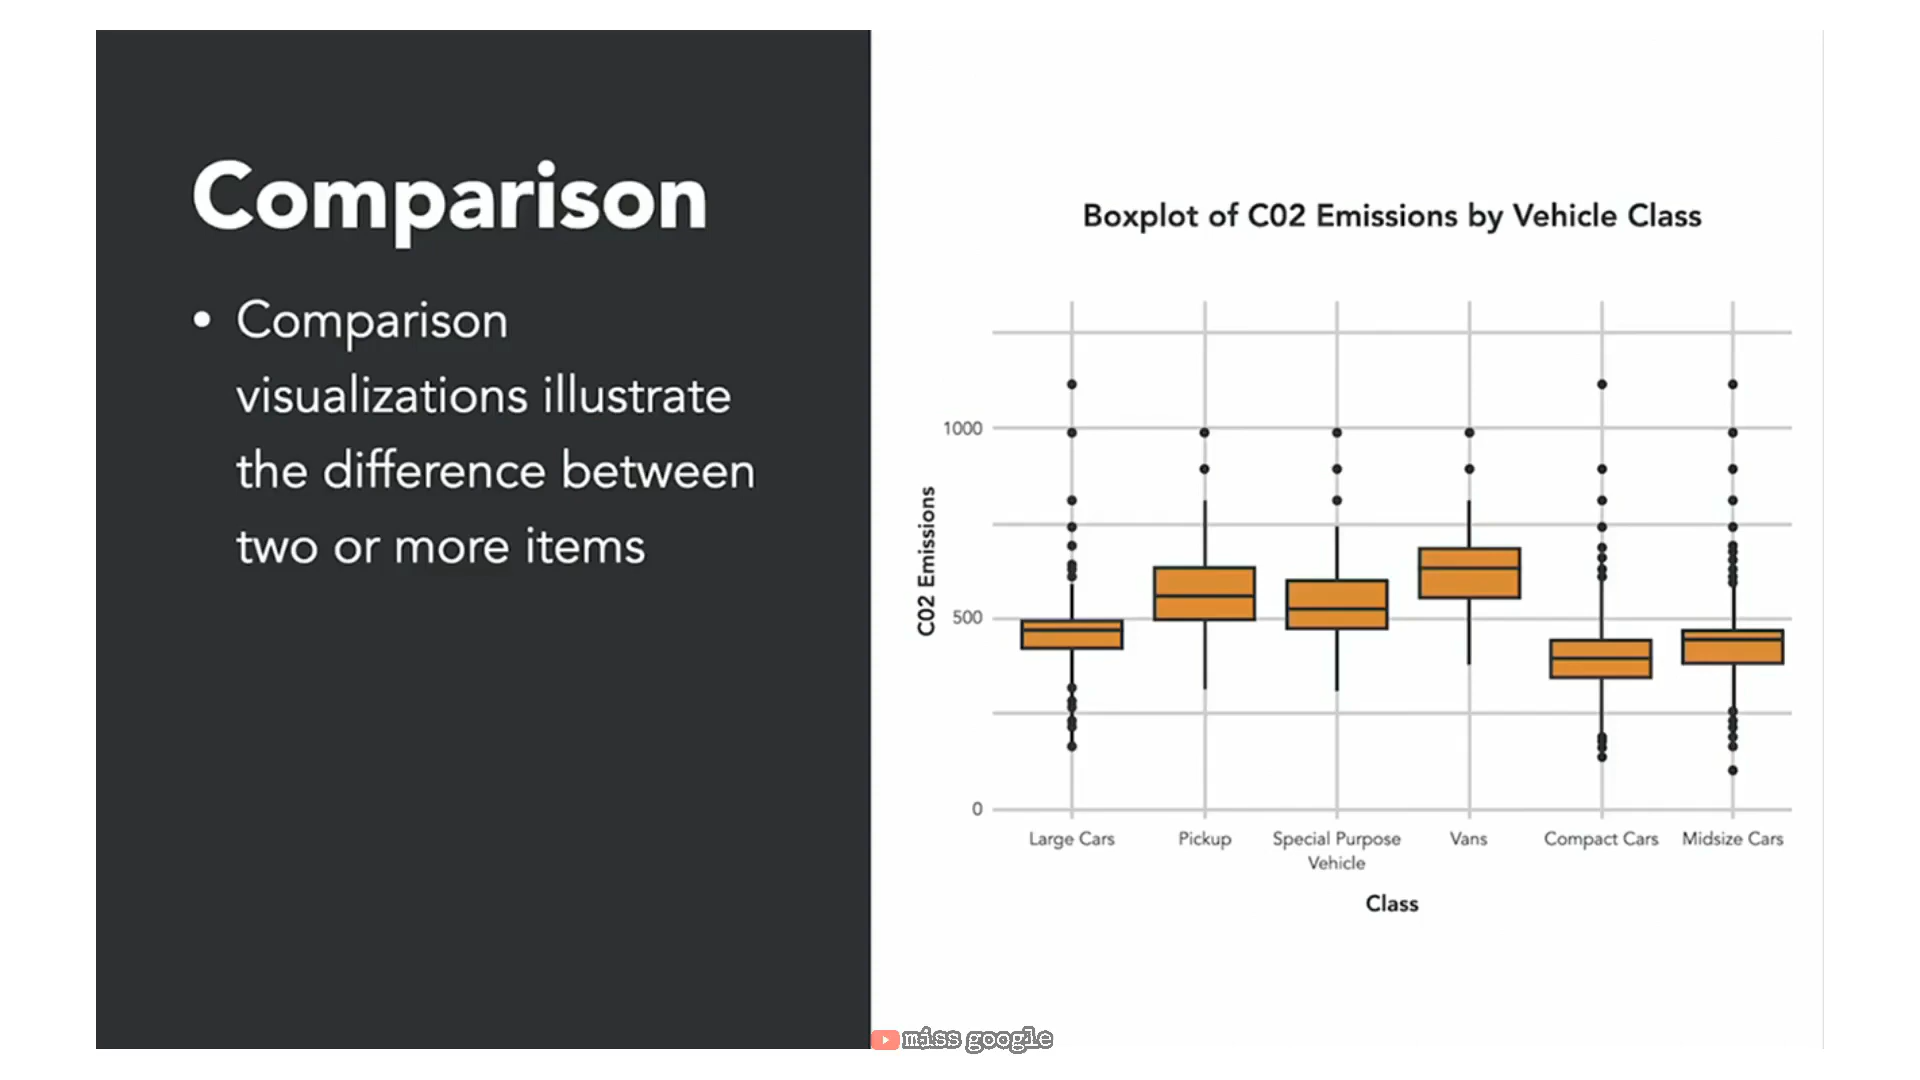 Comparison
• Comparison
visualizations illustrate
the difference between
two or more items
Boxplot of C02 Emissions by Vehicle Class
C02 Emissions
1000
500
0
Large Cars
Pickup
Special Purpose
Vehicle
Vans
Compact Cars
Midsize Cars
Class
miss google